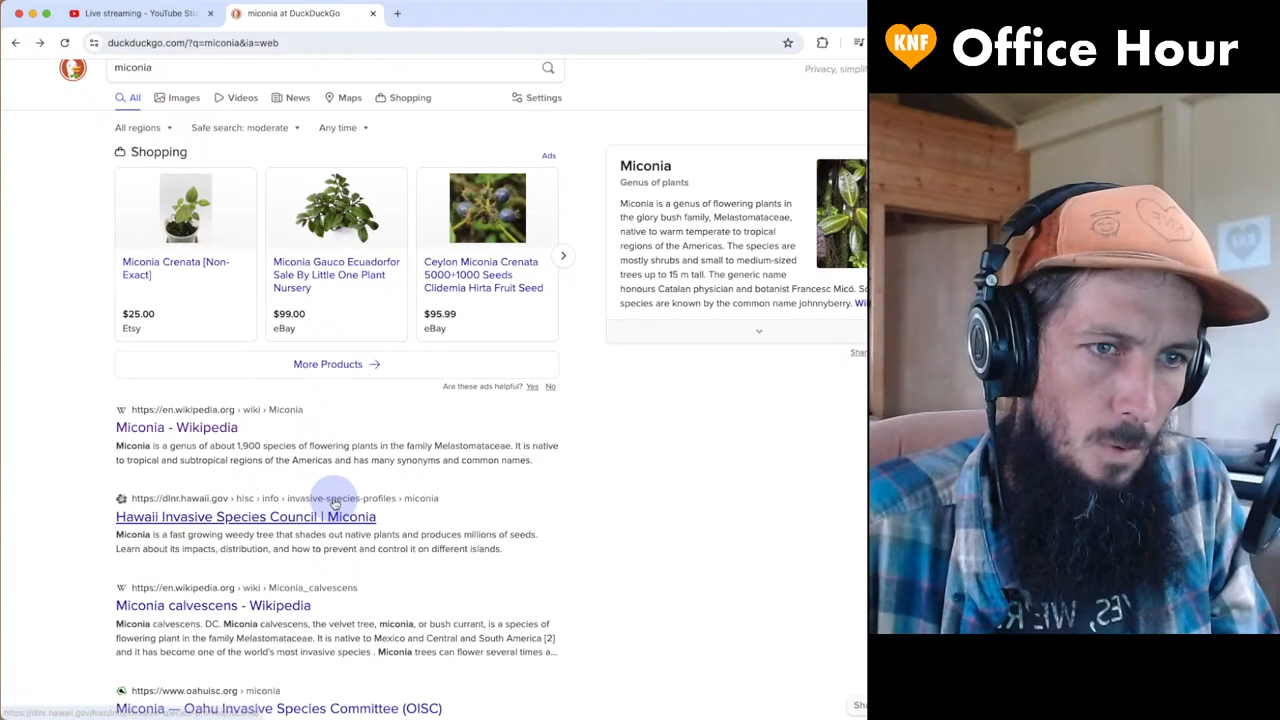 Live streaming - YouTube Stu
miconia at DuckDuckGo
duckduckgo.com/?q=miconia&ia=web
miconia
Privacy, simplif
All
Images
Videos
News
Maps
Shopping
Settings
All regions
Safe search: moderate
Any time
Shopping
Ads
Miconia Crenata [Non-
Exact]
$25.00
Etsy
Miconia Gauco Ecuadorfor
Sale By Little One Plant
Nursery
$99.00
eBay
Ceylon Miconia Crenata
5000+1000 Seeds
Clidemia Hirta Fruit Seed
$95.99
eBay
More Products
Are these ads helpful? Yes No
Miconia
Genus of plants
Miconia is a genus of flowering plants in
the glory bush family, Melastomataceae,
native to warm temperate to tropical
regions of the Americas. The species are
mostly shrubs and small to medium-sized
trees up to 15 m tall. The generic name
honours Catalan physician and botanist Francesc Micó. So
species are known by the common name johnnyberry. Wi
Shar
https://en.wikipedia.org › wiki › Miconia
Miconia - Wikipedia
Miconia is a genus of about 1,900 species of flowering plants in the family Melastomataceae. It is native
to tropical and subtropical regions of the Americas and has many synonyms and common names.
https://dlnr.hawaii.gov › hisc › info › invasive-species-profiles › miconia
Hawaii Invasive Species Council | Miconia
Miconia is a fast growing weedy tree that shades out native plants and produces millions of seeds.
Learn about its impacts, distribution, and how to prevent and control it on different islands.
https://en.wikipedia.org › wiki › Miconia_calvescens
Miconia calvescens - Wikipedia
Miconia calvescens. DC. Miconia calvescens, the velvet tree, miconia, or bush currant, is a species of
flowering plant in the family Melastomataceae. It is native to Mexico and Central and South America [2]
and it has become one of the world's most invasive species . Miconia trees can flower several times a...
https://www.oahuisc.org › miconia
Miconia — Oahu Invasive Species Committee (OISC)
Sha
KNF
Office Hour
KNF
YES, WE'R